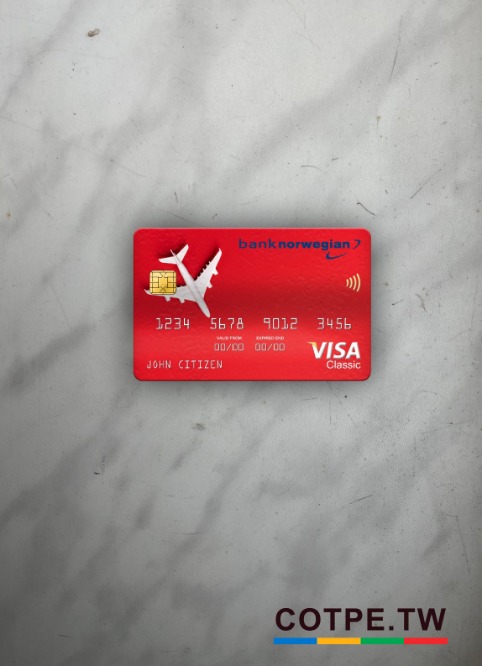 banknorwegian
1234 5678 9012 3456
VALID FROM EXPIRES END
00/00 00/00
VISA
Classic
JOHN CITIZEN
COTPE.TW